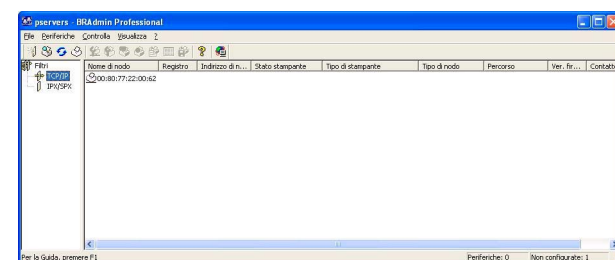 pservers - BRAdmin Professional
File Periferiche Controlla Visualizza ?
Filtri
TCP/IP
IPX/SPX
Nome di nodo Registro Indirizzo di n... Stato stampante Tipo di stampante Tipo di nodo Percorso Ver. fir... Contatto
00:80:77:22:00:62
Per la Guida, premere F1 Periferiche: 0 Non configurate: 1